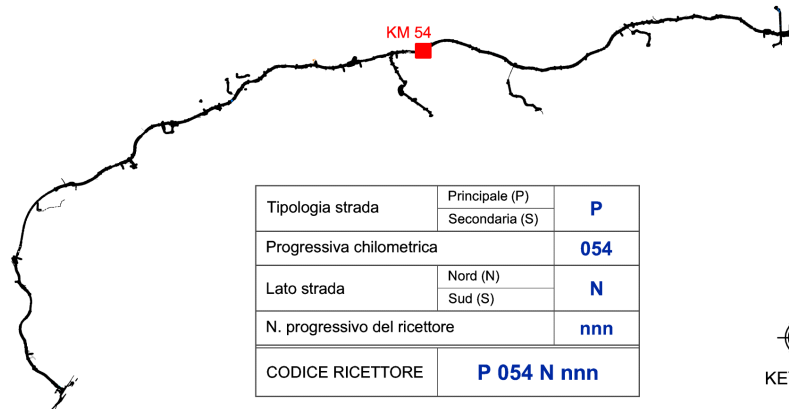 KM 54
Tipologia strada
Principale (P)
Secondaria (S)
P
Progressiva chilometrica
054
Lato strada
Nord (N)
Sud (S)
N
N. progressivo del ricettore
nnn
CODICE RICETTORE
P 054 N nnn